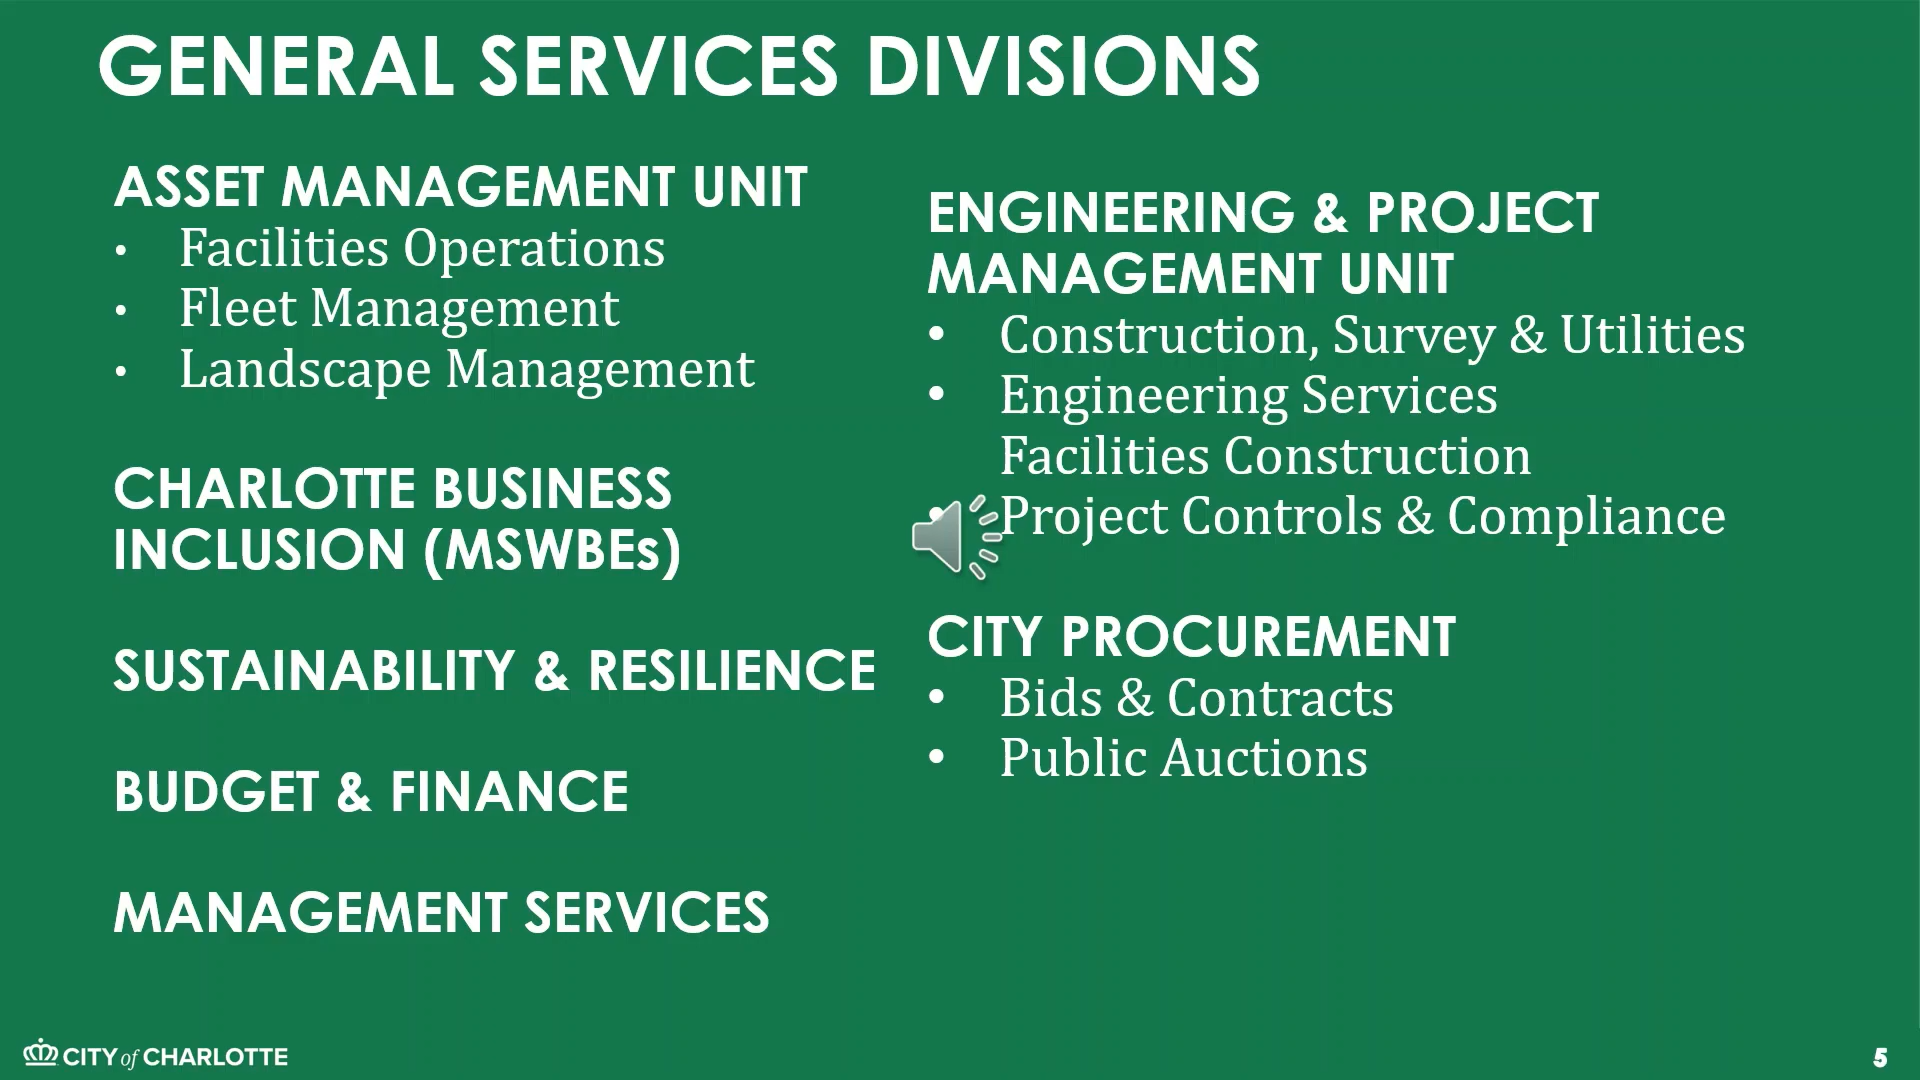 GENERAL SERVICES DIVISIONS
ASSET MANAGEMENT UNIT
• Facilities Operations
• Fleet Management
• Landscape Management
CHARLOTTE BUSINESS
INCLUSION (MSWBEs)
SUSTAINABILITY & RESILIENCE
BUDGET & FINANCE
MANAGEMENT SERVICES
ENGINEERING & PROJECT
MANAGEMENT UNIT
• Construction, Survey & Utilities
• Engineering Services
Facilities Construction
• Project Controls & Compliance
CITY PROCUREMENT
• Bids & Contracts
• Public Auctions
CITY of CHARLOTTE
5